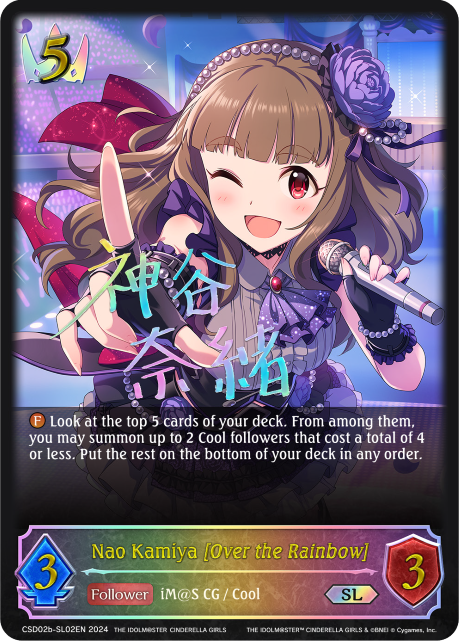 5
神谷
奈緒
F Look at the top 5 cards of your deck. From among them,
you may summon up to 2 Cool followers that cost a total of 4
or less. Put the rest on the bottom of your deck in any order.
Nao Kamiya [Over the Rainbow]
3
Follower iM@S CG / Cool
SL
3
CSD02b-SL02EN 2024 THE IDOLM@STER CINDERELLA GIRLS THE IDOLM@STER™ CINDERELLA GIRLS & ©BNEI © Cygames, Inc.